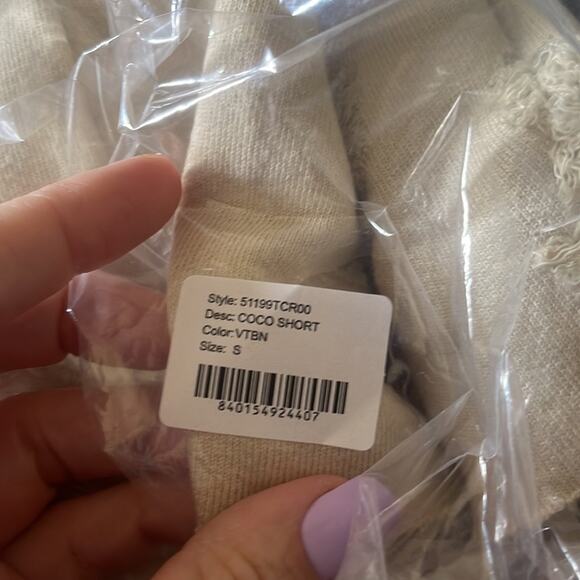 Style: 51199TCR00
Desc: COCO SHORT
Color:VTBN
Size: S
840154924407